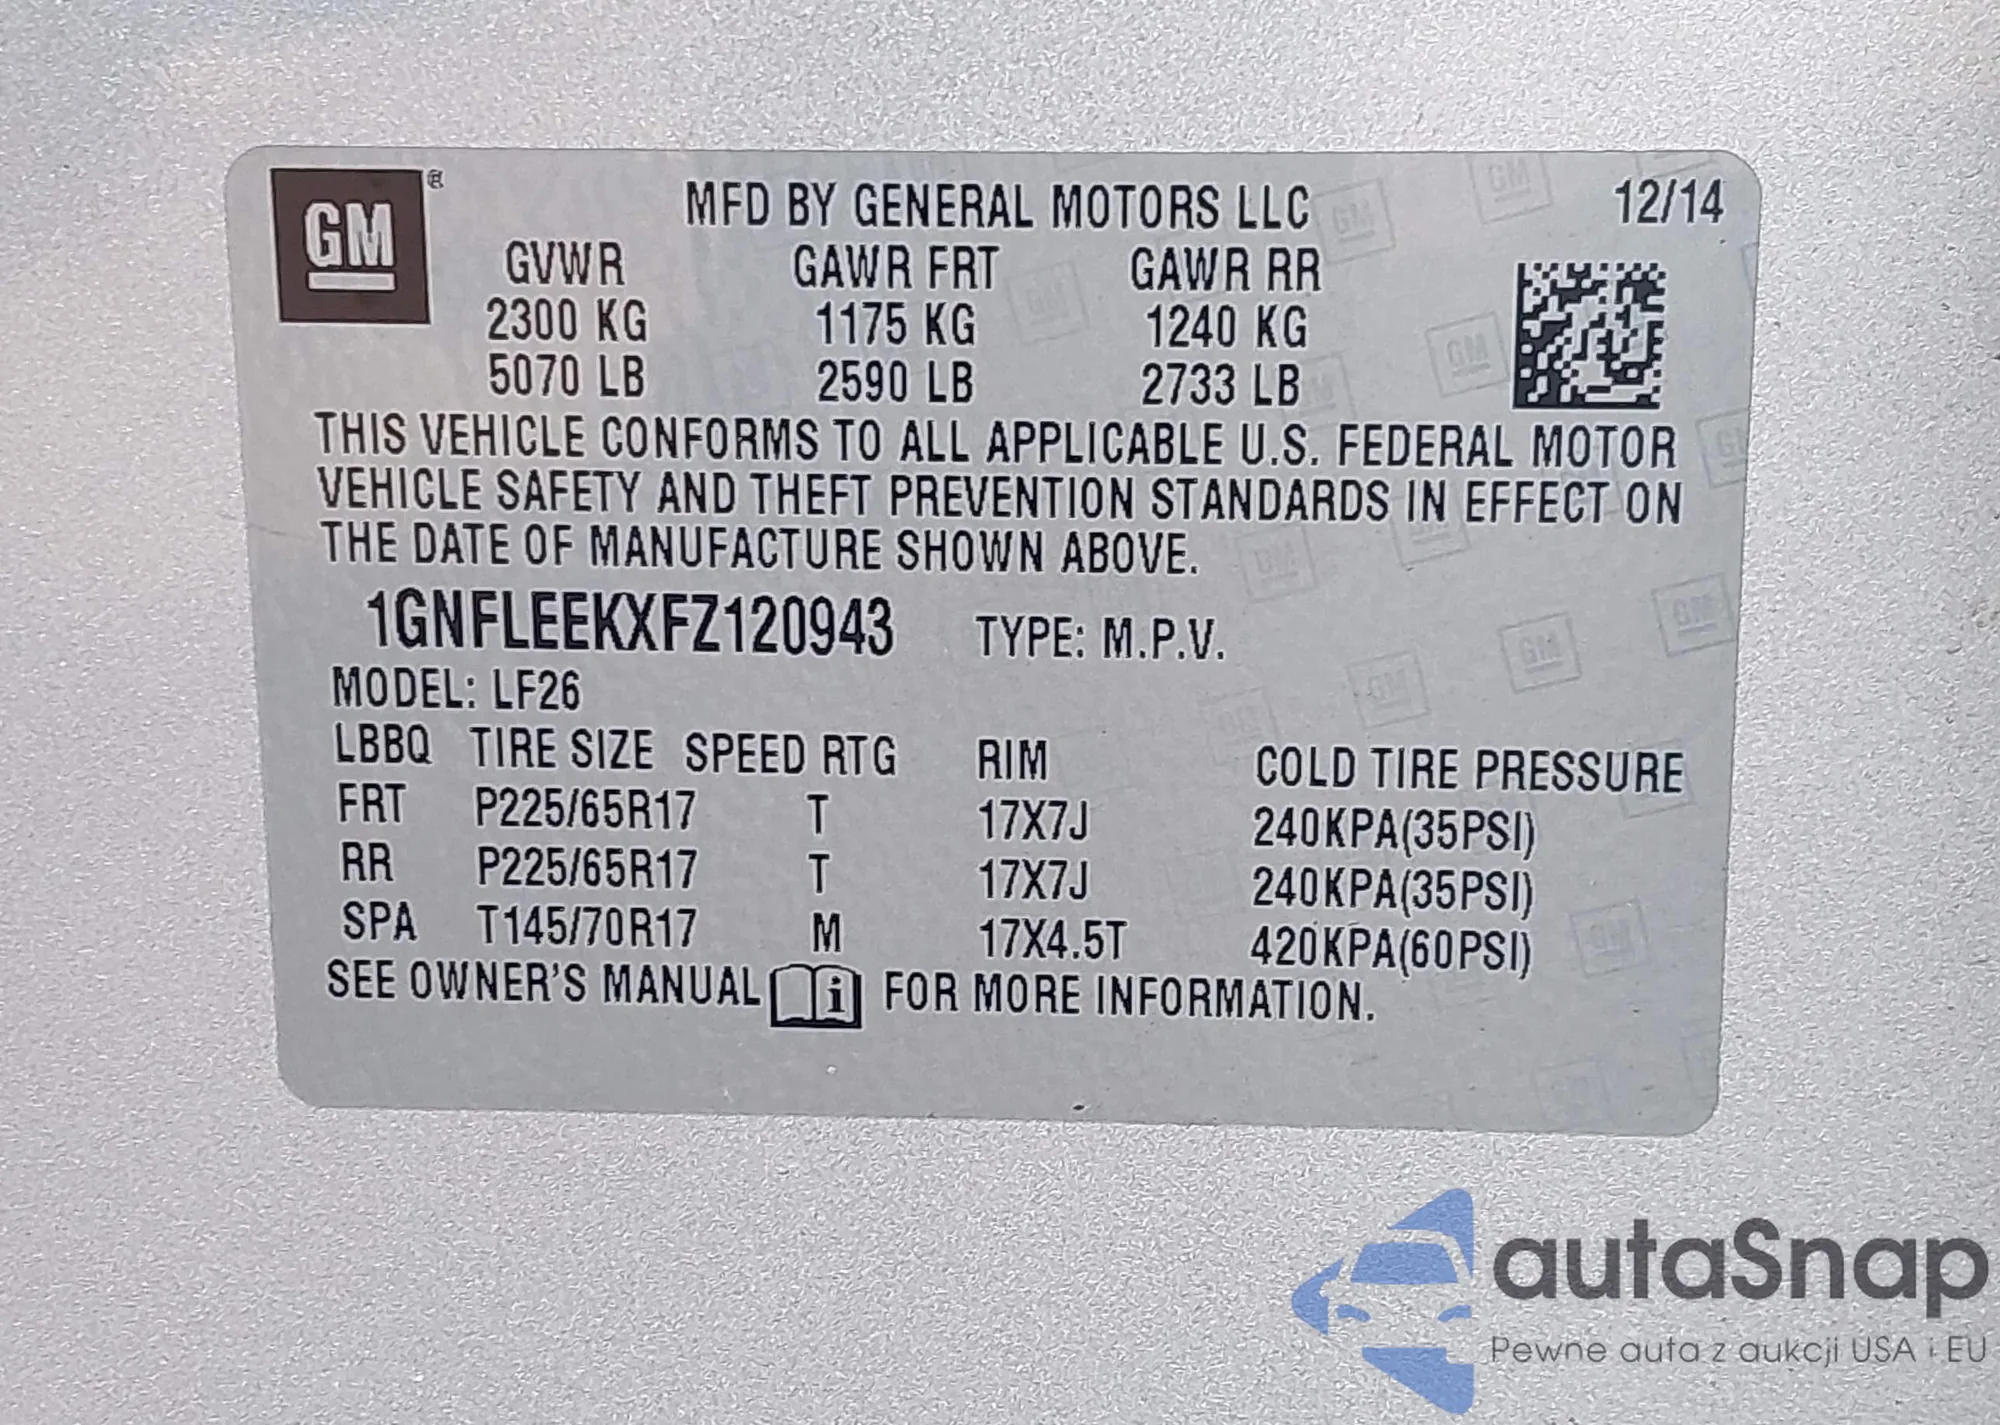 GM ®
MFD BY GENERAL MOTORS LLC 12/14
GVWR GAWR FRT GAWR RR
2300 KG 1175 KG 1240 KG
5070 LB 2590 LB 2733 LB
THIS VEHICLE CONFORMS TO ALL APPLICABLE U.S. FEDERAL MOTOR
VEHICLE SAFETY AND THEFT PREVENTION STANDARDS IN EFFECT ON
THE DATE OF MANUFACTURE SHOWN ABOVE.
1GNFLEEKXFZ120943 TYPE: M.P.V.
MODEL: LF26
LBBQ TIRE SIZE SPEED RTG RIM COLD TIRE PRESSURE
FRT P225/65R17 T 17X7J 240KPA(35PSI)
RR P225/65R17 T 17X7J 240KPA(35PSI)
SPA T145/70R17 M 17X4.5T 420KPA(60PSI)
SEE OWNER'S MANUAL i FOR MORE INFORMATION.
autaSnap
Pewne auta z aukcji USA i EU